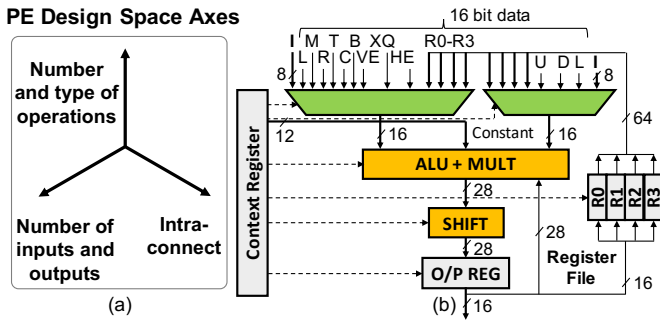 PE Design Space Axes
Number
and type of
operations
Number of
inputs and
outputs
Intra-
connect
(a)
16 bit data
I M T B XQ R0-R3
L R C VE HE U D L I
8 8
Context Register
12 16 Constant 16 64
ALU + MULT
28
SHIFT
28 28
O/P REG
16
R0 R1 R2 R3
Register
File
16
(b)